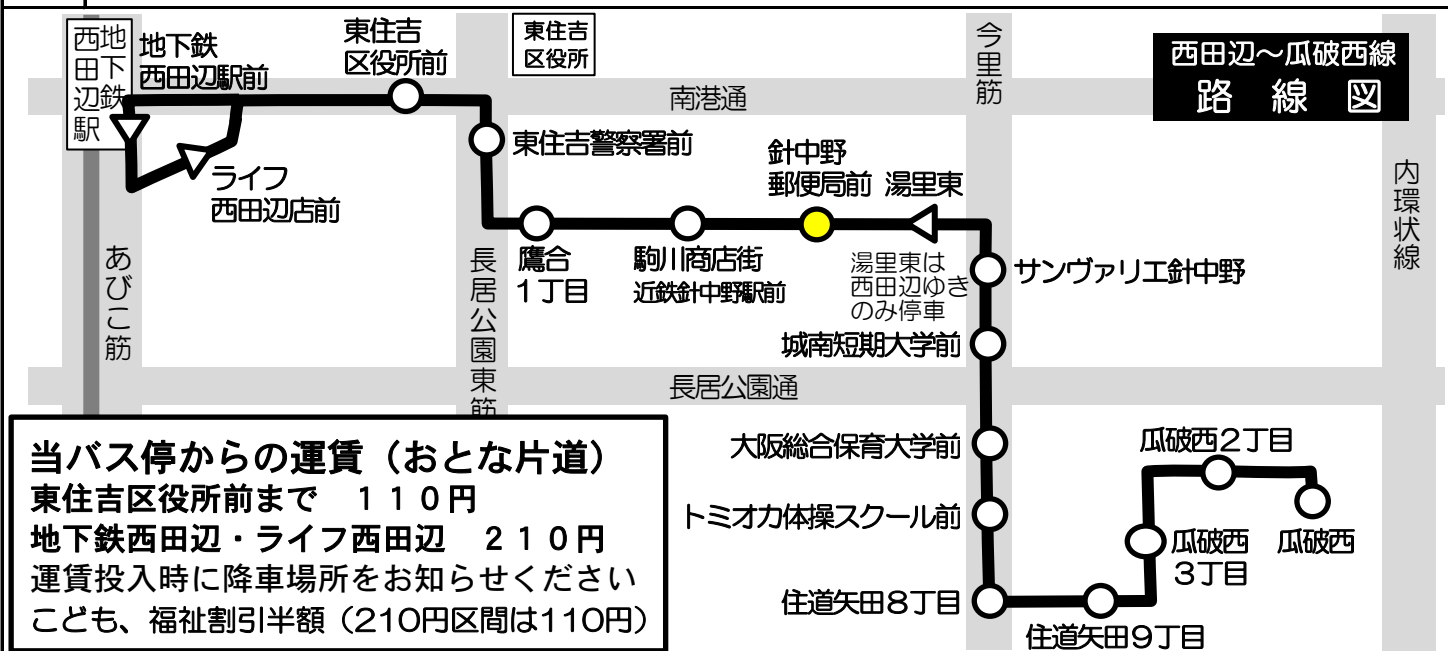 西田辺～瓜破西線
路線図
地下鉄
西田辺駅
地下鉄
西田辺駅前
東住吉
区役所前
東住吉
区役所
今里筋
南港通
内環状線
東住吉警察署前
針中野
郵便局前
湯里東
ライフ
西田辺店前
あびこ筋
長居公園東筋
鷹合
1丁目
駒川商店街
近鉄針中野駅前
湯里東は
西田辺ゆき
のみ停車
サンヴァリエ針中野
城南短期大学前
長居公園通
大阪総合保育大学前
トミオカ体操スクール前
住道矢田8丁目
住道矢田9丁目
瓜破西
3丁目
瓜破西2丁目
瓜破西
当バス停からの運賃（おとな片道）
東住吉区役所前まで　１１０円
地下鉄西田辺・ライフ西田辺　２１０円
運賃投入時に降車場所をお知らせください
こども、福祉割引半額（210円区間は110円）